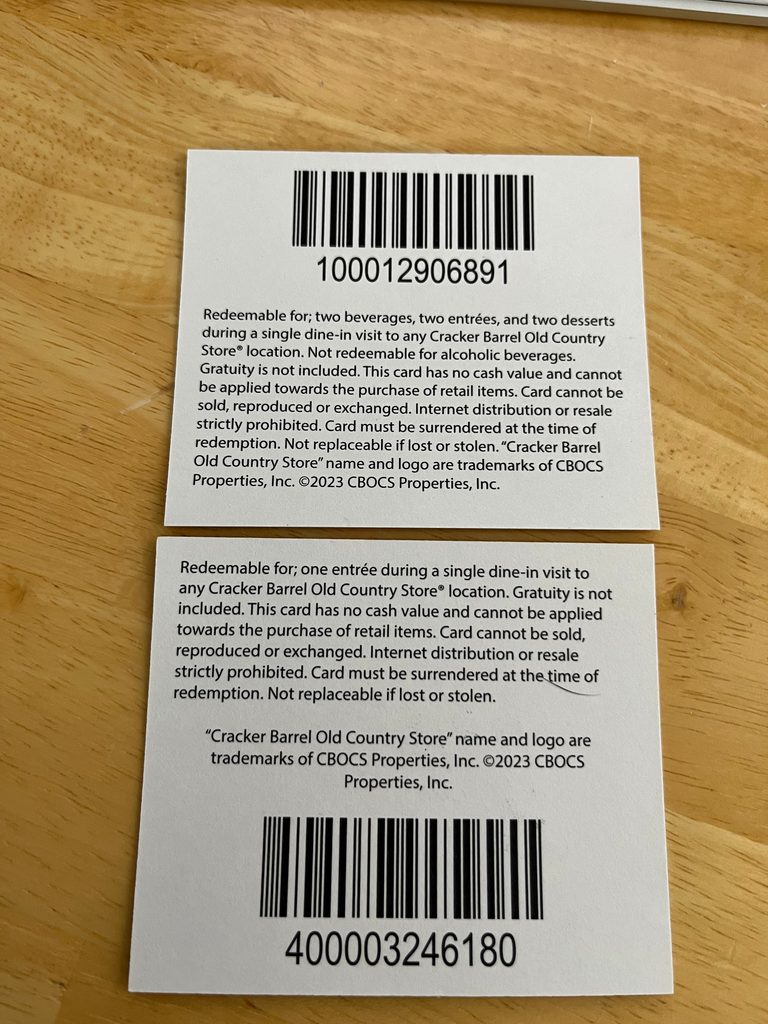 100012906891
Redeemable for; two beverages, two entrées, and two desserts
during a single dine-in visit to any Cracker Barrel Old Country
Store® location. Not redeemable for alcoholic beverages.
Gratuity is not included. This card has no cash value and cannot
be applied towards the purchase of retail items. Card cannot be
sold, reproduced or exchanged. Internet distribution or resale
strictly prohibited. Card must be surrendered at the time of
redemption. Not replaceable if lost or stolen. “Cracker Barrel
Old Country Store” name and logo are trademarks of CBOCS
Properties, Inc. ©2023 CBOCS Properties, Inc.
Redeemable for; one entrée during a single dine-in visit to
any Cracker Barrel Old Country Store® location. Gratuity is not
included. This card has no cash value and cannot be applied
towards the purchase of retail items. Card cannot be sold,
reproduced or exchanged. Internet distribution or resale
strictly prohibited. Card must be surrendered at the time of
redemption. Not replaceable if lost or stolen.
“Cracker Barrel Old Country Store” name and logo are
trademarks of CBOCS Properties, Inc. ©2023 CBOCS
Properties, Inc.
400003246180